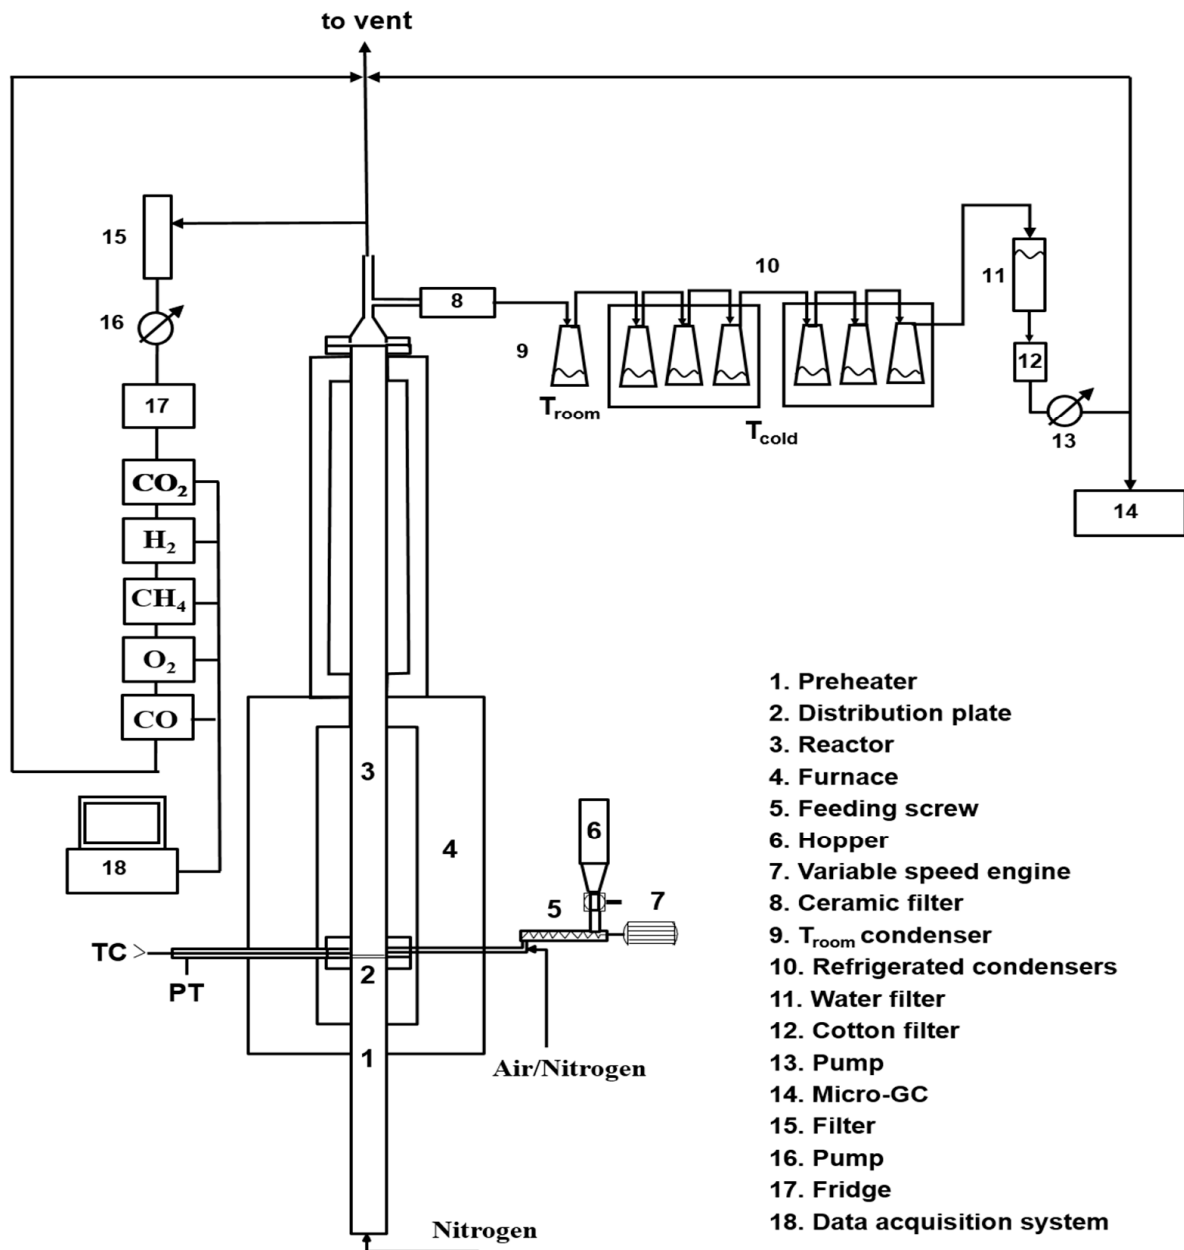 to vent
15
8
10
11
16
9
12
T_room
T_cold
13
17
14
CO₂
H₂
CH₄
O₂
CO
3
4
6
18
5
7
TC
2
PT
1
Air/Nitrogen
Nitrogen
1. Preheater
2. Distribution plate
3. Reactor
4. Furnace
5. Feeding screw
6. Hopper
7. Variable speed engine
8. Ceramic filter
9. T_room condenser
10. Refrigerated condensers
11. Water filter
12. Cotton filter
13. Pump
14. Micro-GC
15. Filter
16. Pump
17. Fridge
18. Data acquisition system